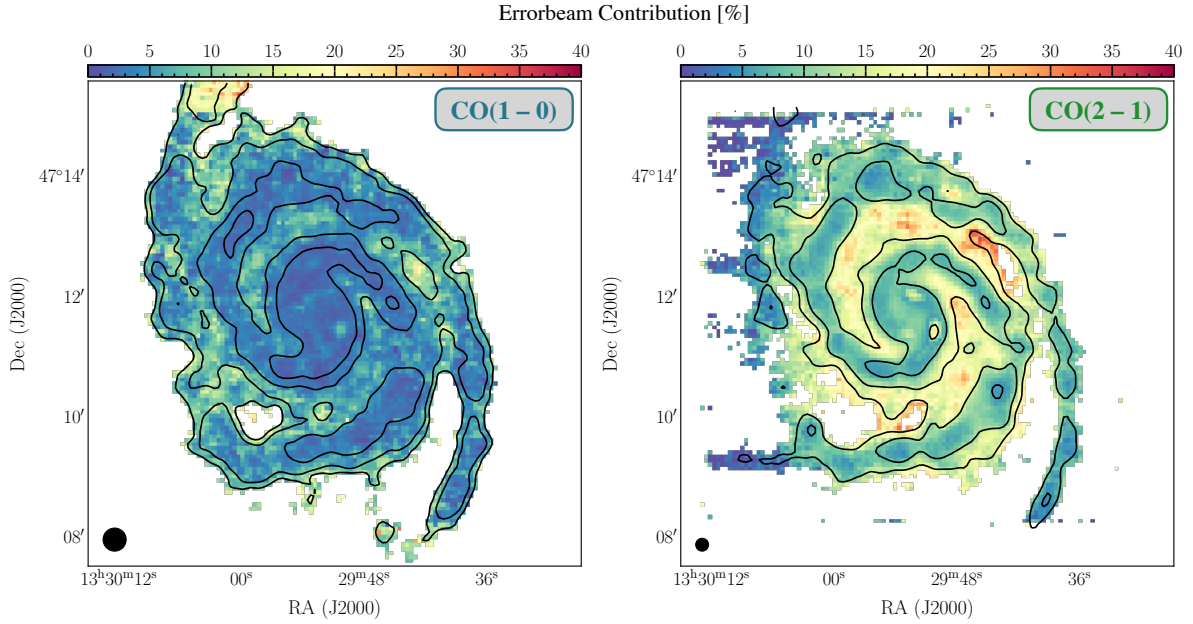 Errorbeam Contribution [%]
0 5 10 15 20 25 30 35 40
0 5 10 15 20 25 30 35 40
CO(1 – 0)
CO(2 – 1)
47°14′
12′
10′
08′
Dec (J2000)
47°14′
12′
10′
08′
Dec (J2000)
13ʰ30ᵐ12ˢ 00ˢ 29ᵐ48ˢ 36ˢ
13ʰ30ᵐ12ˢ 00ˢ 29ᵐ48ˢ 36ˢ
RA (J2000)
RA (J2000)